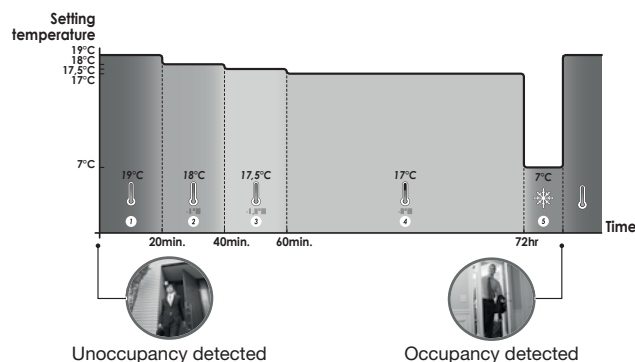 Setting
temperature
19°C
18°C
17,5°C
17°C
7°C
19°C 18°C 17,5°C 17°C 7°C
1 2 3 4 5
20min. 40min. 60min. 72hr Time
Unoccupancy detected Occupancy detected